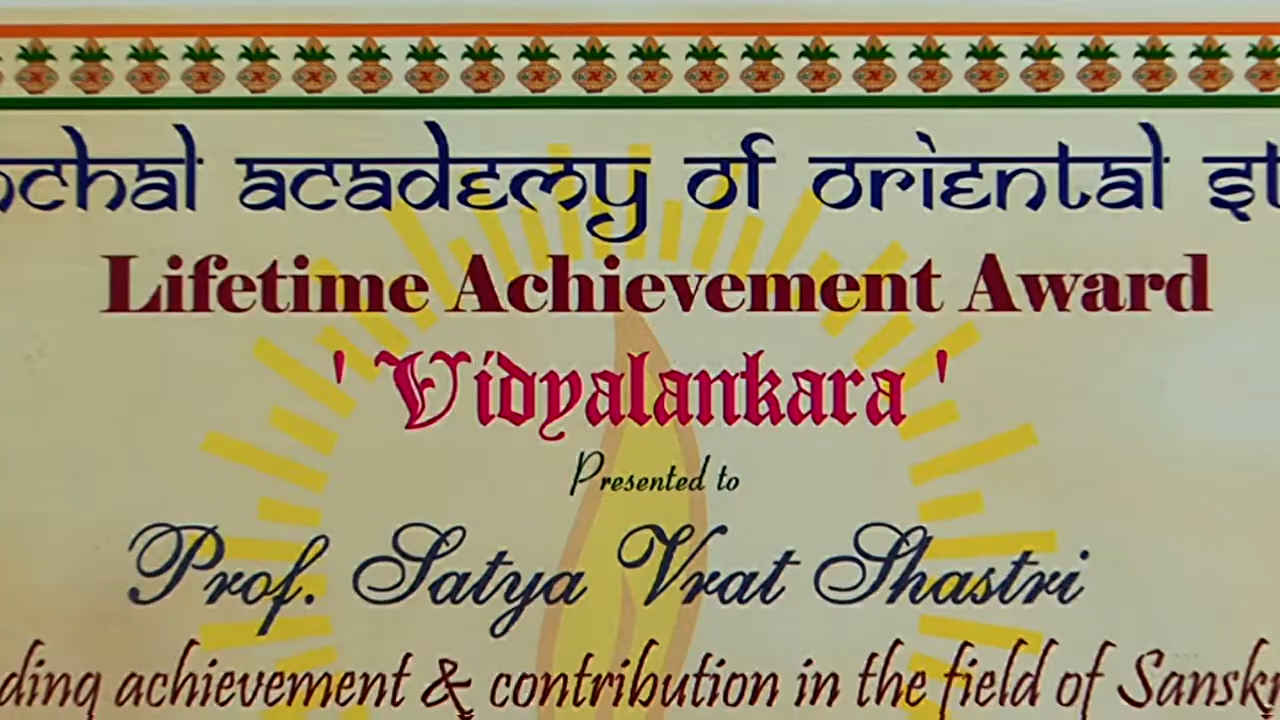 academy of oriental
Lifetime Achievement Award
' Vidyalankara '
Presented to
Prof. Satya Vrat Shastri
achievement & contribution in the field of